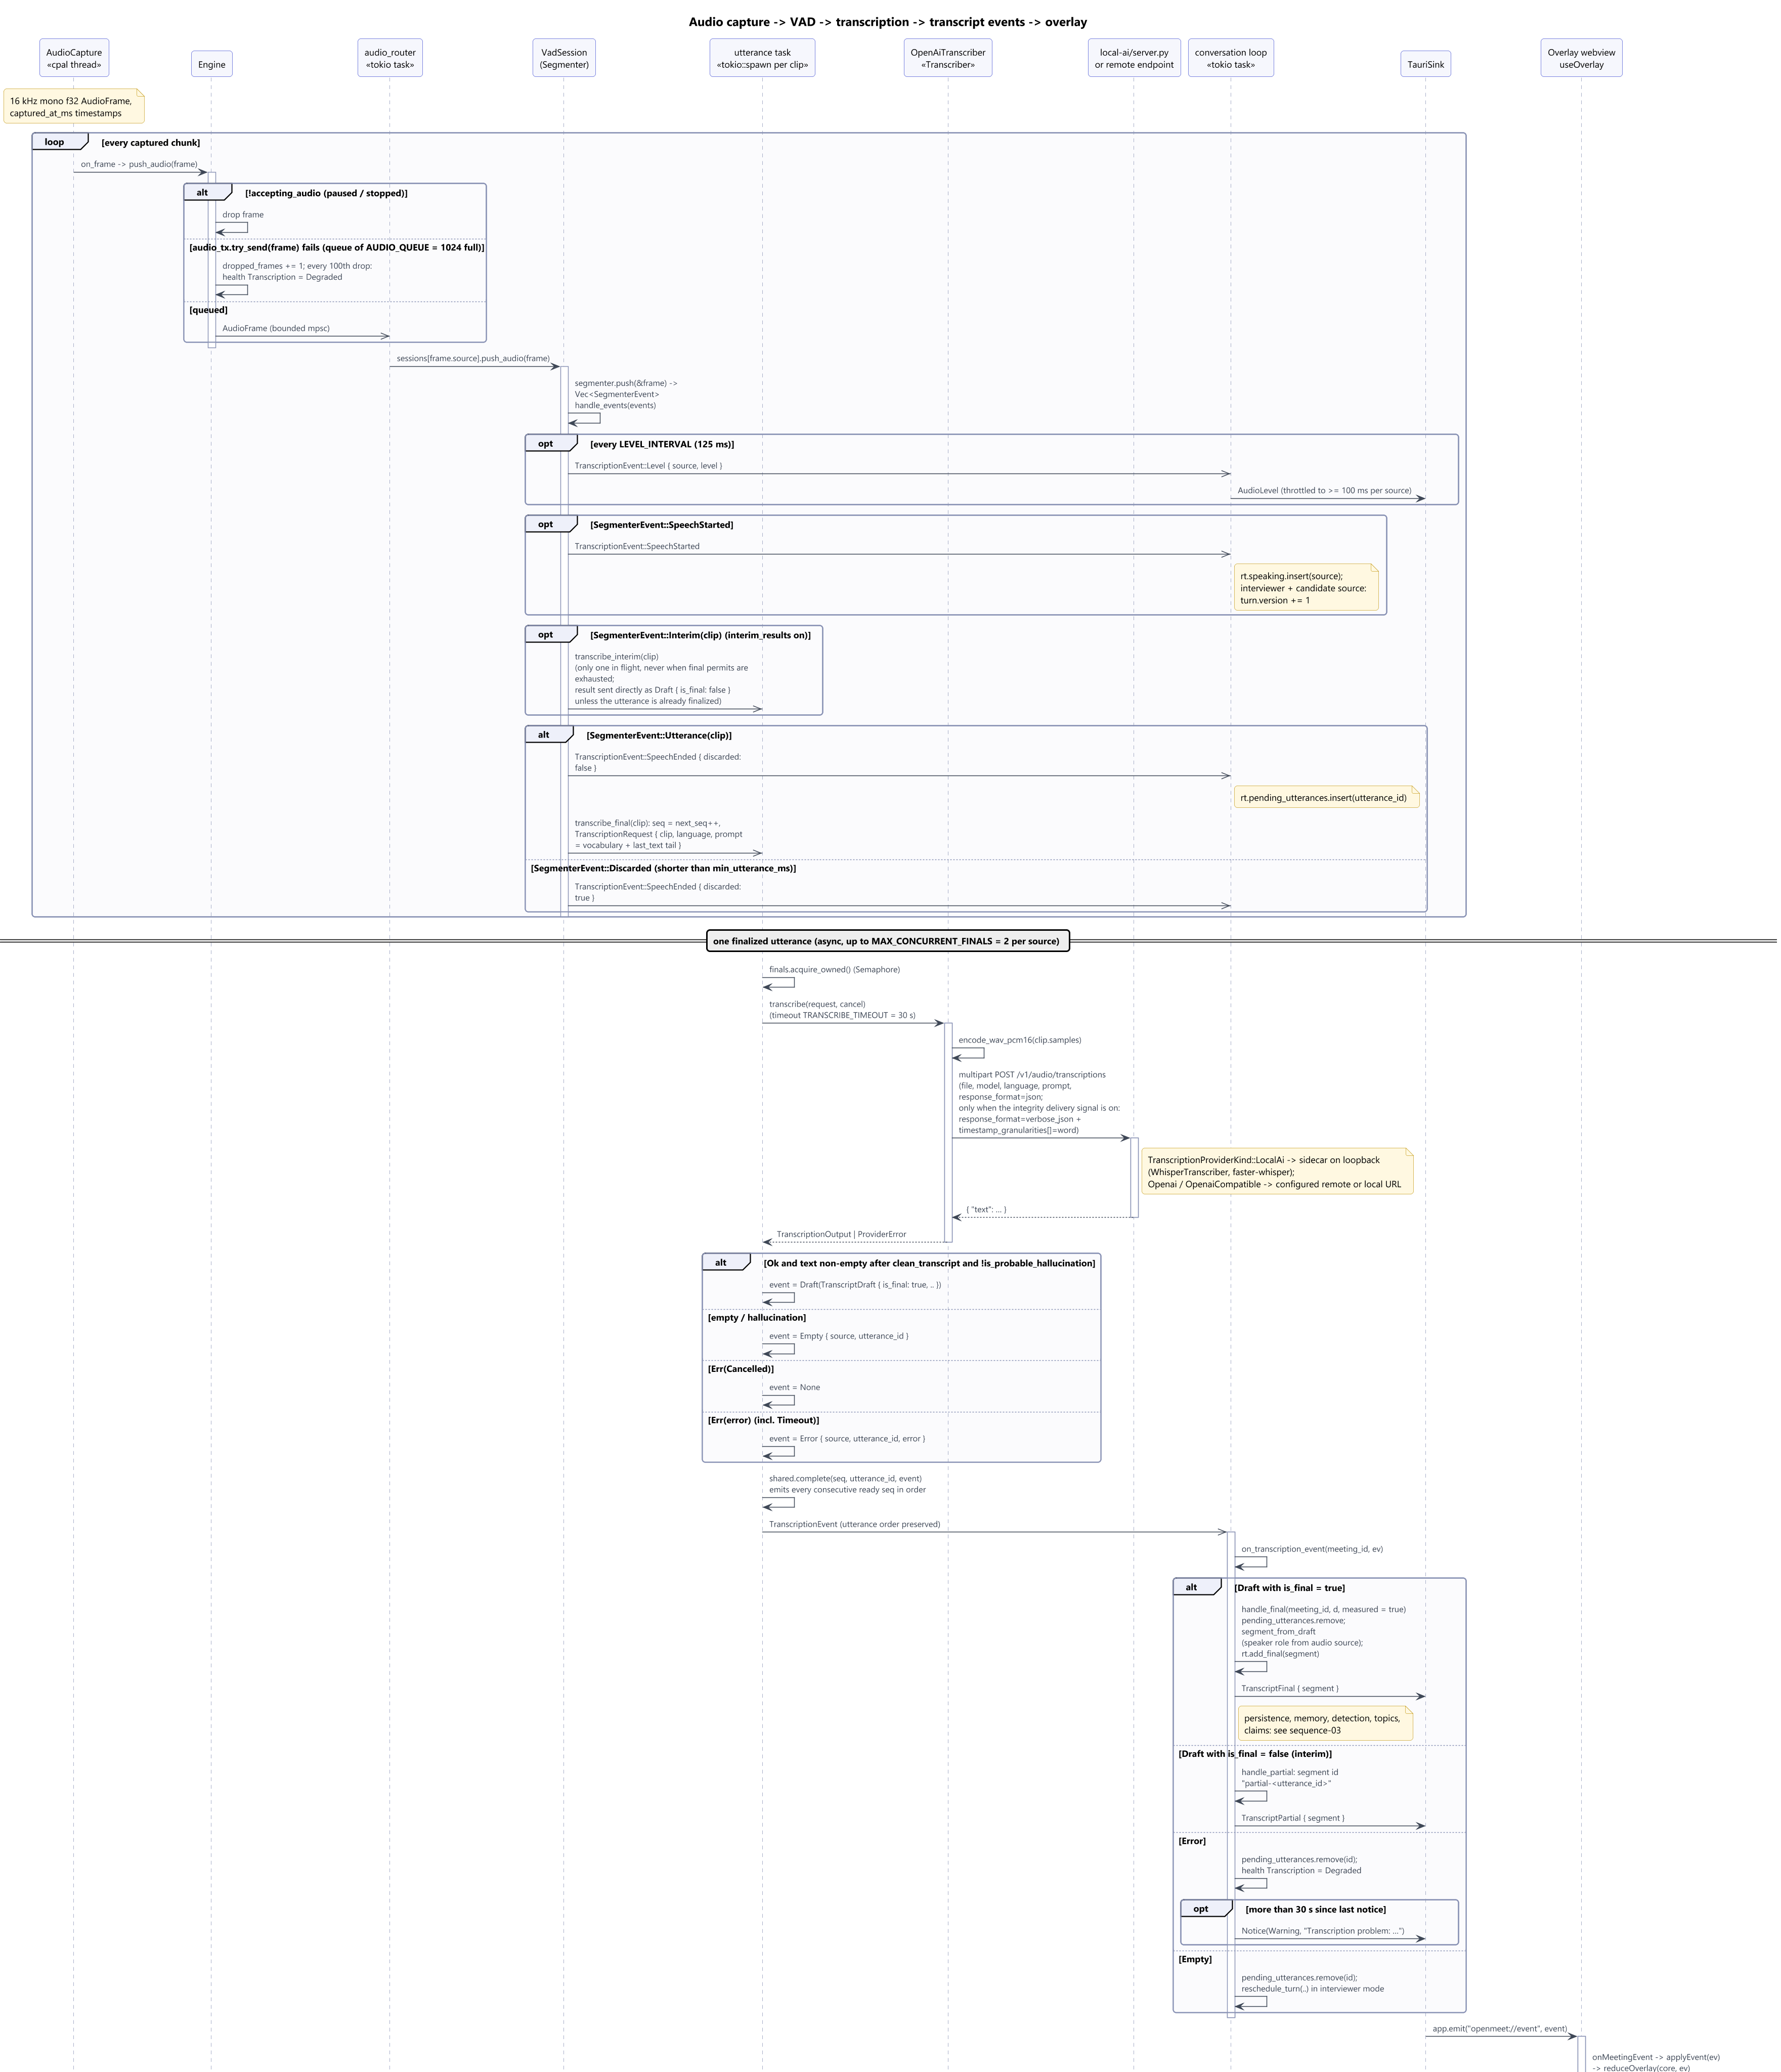 Audio capture -> VAD -> transcription -> transcript events -> overlay
AudioCapture
«cpal thread»
Engine
audio_router
«tokio task»
VadSession
(Segmenter)
utterance task
«tokio::spawn per clip»
OpenAiTranscriber
«Transcriber»
local-ai/server.py
or remote endpoint
conversation loop
«tokio task»
TauriSink
Overlay webview
useOverlay
16 kHz mono f32 AudioFrame,
captured_at_ms timestamps
loop [every captured chunk]
on_frame -> push_audio(frame)
alt [!accepting_audio (paused / stopped)]
drop frame
[audio_tx.try_send(frame) fails (queue of AUDIO_QUEUE = 1024 full)]
dropped_frames += 1; every 100th drop:
health Transcription = Degraded
[queued]
AudioFrame (bounded mpsc)
sessions[frame.source].push_audio(frame)
segmenter.push(&frame) ->
Vec<SegmenterEvent>
handle_events(events)
opt [every LEVEL_INTERVAL (125 ms)]
TranscriptionEvent::Level { source, level }
AudioLevel (throttled to >= 100 ms per source)
opt [SegmenterEvent::SpeechStarted]
TranscriptionEvent::SpeechStarted
rt.speaking.insert(source);
interviewer + candidate source:
turn.version += 1
opt [SegmenterEvent::Interim(clip) (interim_results on)]
transcribe_interim(clip)
(only one in flight, never when final permits are
exhausted;
result sent directly as Draft { is_final: false }
unless the utterance is already finalized)
alt [SegmenterEvent::Utterance(clip)]
TranscriptionEvent::SpeechEnded { discarded:
false }
rt.pending_utterances.insert(utterance_id)
transcribe_final(clip): seq = next_seq++,
TranscriptionRequest { clip, language, prompt
= vocabulary + last_text tail }
[SegmenterEvent::Discarded (shorter than min_utterance_ms)]
TranscriptionEvent::SpeechEnded { discarded:
true }
one finalized utterance (async, up to MAX_CONCURRENT_FINALS = 2 per source)
finals.acquire_owned() (Semaphore)
transcribe(request, cancel)
(timeout TRANSCRIBE_TIMEOUT = 30 s)
encode_wav_pcm16(clip.samples)
multipart POST /v1/audio/transcriptions
(file, model, language, prompt,
response_format=json;
only when the integrity delivery signal is on:
response_format=verbose_json +
timestamp_granularities[]=word)
TranscriptionProviderKind::LocalAi -> sidecar on loopback
(WhisperTranscriber, faster-whisper);
Openai / OpenaiCompatible -> configured remote or local URL
{ "text": ... }
TranscriptionOutput | ProviderError
alt [Ok and text non-empty after clean_transcript and !is_probable_hallucination]
event = Draft(TranscriptDraft { is_final: true, .. })
[empty / hallucination]
event = Empty { source, utterance_id }
[Err(Cancelled)]
event = None
[Err(error) (incl. Timeout)]
event = Error { source, utterance_id, error }
shared.complete(seq, utterance_id, event)
emits every consecutive ready seq in order
TranscriptionEvent (utterance order preserved)
on_transcription_event(meeting_id, ev)
alt [Draft with is_final = true]
handle_final(meeting_id, d, measured = true)
pending_utterances.remove;
segment_from_draft
(speaker role from audio source);
rt.add_final(segment)
TranscriptFinal { segment }
persistence, memory, detection, topics,
claims: see sequence-03
[Draft with is_final = false (interim)]
handle_partial: segment id
"partial-<utterance_id>"
TranscriptPartial { segment }
[Error]
pending_utterances.remove(id);
health Transcription = Degraded
opt [more than 30 s since last notice]
Notice(Warning, "Transcription problem: ...")
[Empty]
pending_utterances.remove(id);
reschedule_turn(..) in interviewer mode
app.emit("openmeet://event", event)
onMeetingEvent -> applyEvent(ev)
-> reduceOverlay(core, ev)